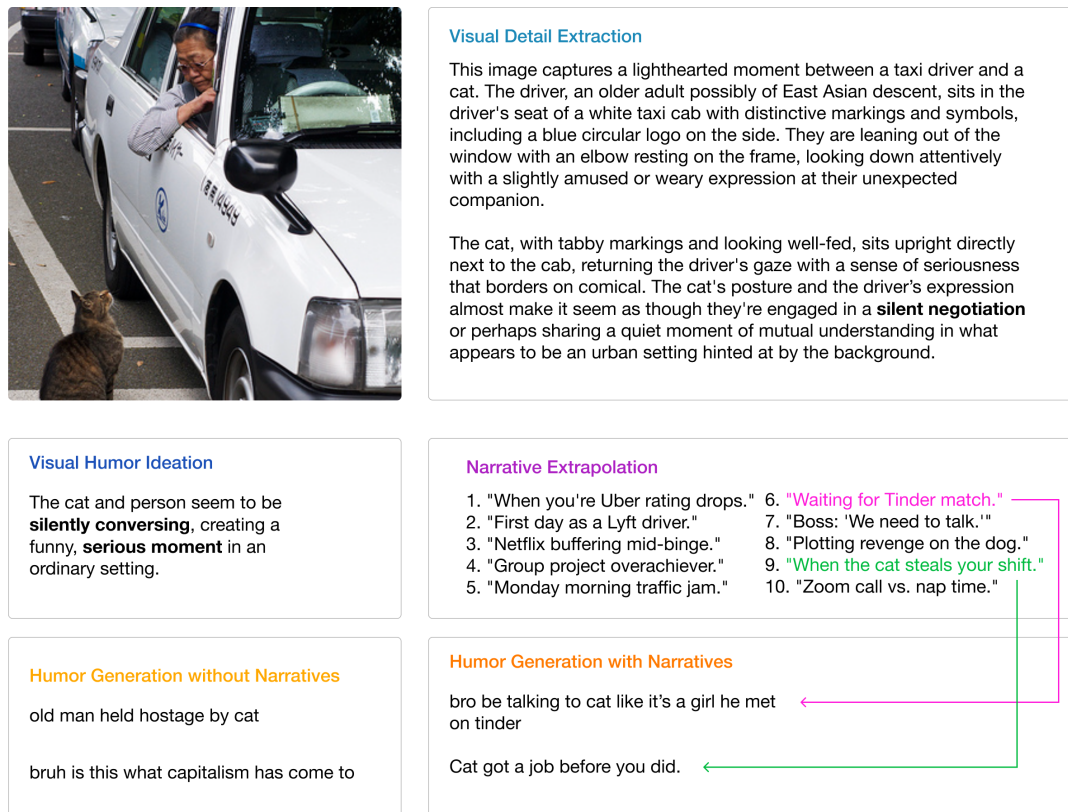 高南 14949
Visual Detail Extraction
This image captures a lighthearted moment between a taxi driver and a
cat. The driver, an older adult possibly of East Asian descent, sits in the
driver's seat of a white taxi cab with distinctive markings and symbols,
including a blue circular logo on the side. They are leaning out of the
window with an elbow resting on the frame, looking down attentively
with a slightly amused or weary expression at their unexpected
companion.
The cat, with tabby markings and looking well-fed, sits upright directly
next to the cab, returning the driver's gaze with a sense of seriousness
that borders on comical. The cat's posture and the driver’s expression
almost make it seem as though they're engaged in a silent negotiation
or perhaps sharing a quiet moment of mutual understanding in what
appears to be an urban setting hinted at by the background.
Visual Humor Ideation
The cat and person seem to be
silently conversing, creating a
funny, serious moment in an
ordinary setting.
Narrative Extrapolation
1. "When you're Uber rating drops."
2. "First day as a Lyft driver."
3. "Netflix buffering mid-binge."
4. "Group project overachiever."
5. "Monday morning traffic jam."
6. "Waiting for Tinder match."
7. "Boss: 'We need to talk.'"
8. "Plotting revenge on the dog."
9. "When the cat steals your shift."
10. "Zoom call vs. nap time."
Humor Generation without Narratives
old man held hostage by cat
bruh is this what capitalism has come to
Humor Generation with Narratives
bro be talking to cat like it’s a girl he met
on tinder
Cat got a job before you did.